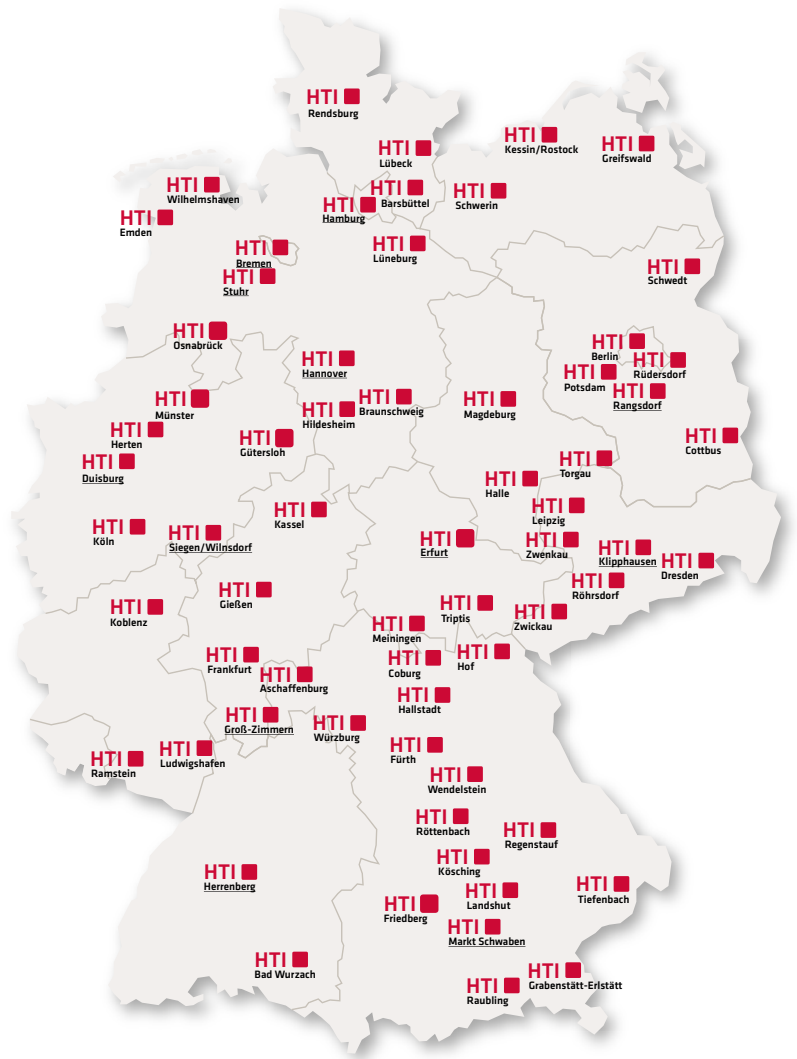 HTI
Rendsburg
HTI
Kessin/Rostock
HTI
Greifswald
HTI
Lübeck
HTI
Wilhelmshaven
HTI
Barsbüttel
HTI
Hamburg
HTI
Schwerin
HTI
Emden
HTI
Bremen
HTI
Lüneburg
HTI
Stuhr
HTI
Schwedt
HTI
Osnabrück
HTI
Berlin
HTI
Hannover
HTI
Rüdersdorf
HTI
Potsdam
HTI
Rangsdorf
HTI
Münster
HTI
Braunschweig
HTI
Magdeburg
HTI
Hildesheim
HTI
Herten
HTI
Gütersloh
HTI
Cottbus
HTI
Duisburg
HTI
Torgau
HTI
Halle
HTI
Leipzig
HTI
Kassel
HTI
Köln
HTI
Siegen/Wilnsdorf
HTI
Erfurt
HTI
Zwenkau
HTI
Klipphausen
HTI
Dresden
HTI
Röhrsdorf
HTI
Gießen
HTI
Koblenz
HTI
Triptis
HTI
Zwickau
HTI
Meiningen
HTI
Hof
HTI
Frankfurt
HTI
Coburg
HTI
Aschaffenburg
HTI
Hallstadt
HTI
Groß-Zimmern
HTI
Würzburg
HTI
Ludwigshafen
HTI
Fürth
HTI
Ramstein
HTI
Wendelstein
HTI
Röttenbach
HTI
Regenstauf
HTI
Kösching
HTI
Herrenberg
HTI
Tiefenbach
HTI
Landshut
HTI
Friedberg
HTI
Markt Schwaben
HTI
Bad Wurzach
HTI
Grabenstätt-Erlstätt
HTI
Raubling